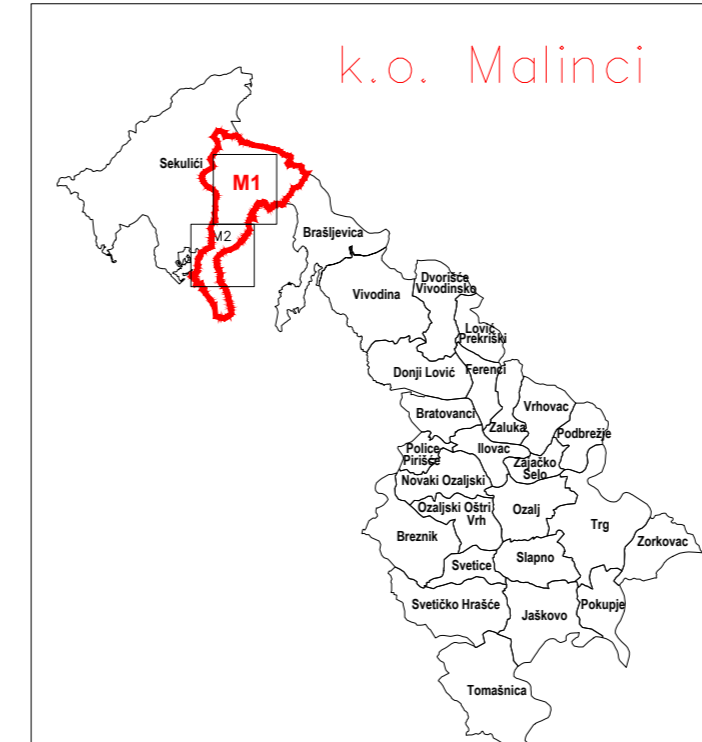 k.o. Malinci
Sekulići
M1
M2
Brašljevica
Vivodina
Dvorišće
Vivodinsko
Lović
Prekriški
Donji Lović
Ferenci
Bratovanci
Vrhovac
Zaluka
Podbrežje
Police
Pirišće
Ilovac
Zajačko
Selo
Novaki Ozaljski
Ozaljski Oštri
Vrh
Ozalj
Trg
Breznik
Zorkovac
Slapno
Svetice
Svetičko Hrašće
Jaškovo
Pokupje
Tomašnica